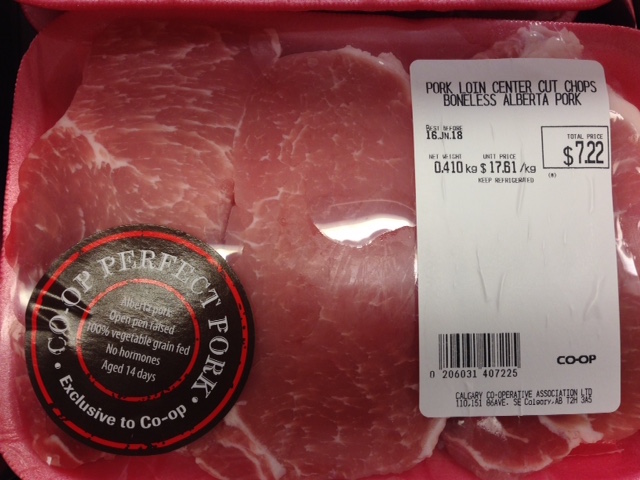 PORK LOIN CENTER CUT CHOPS
BONELESS ALBERTA PORK
BEST BEFORE
16.JN.18
TOTAL PRICE
$7.22
NET WEIGHT UNIT PRICE
0.410 kg $17.61 /kg
(*)
KEEP REFRIGERATED
0 206031 407225
CO-OP
CALGARY CO-OPERATIVE ASSOCIATION LTD
110,151 86AVE. SE Calgary,AB T2H 3A5
CO-OP PERFECT PORK
Alberta pork
Open pen raised
100% vegetable grain fed
No hormones
Aged 14 days
• Exclusive to Co-op •